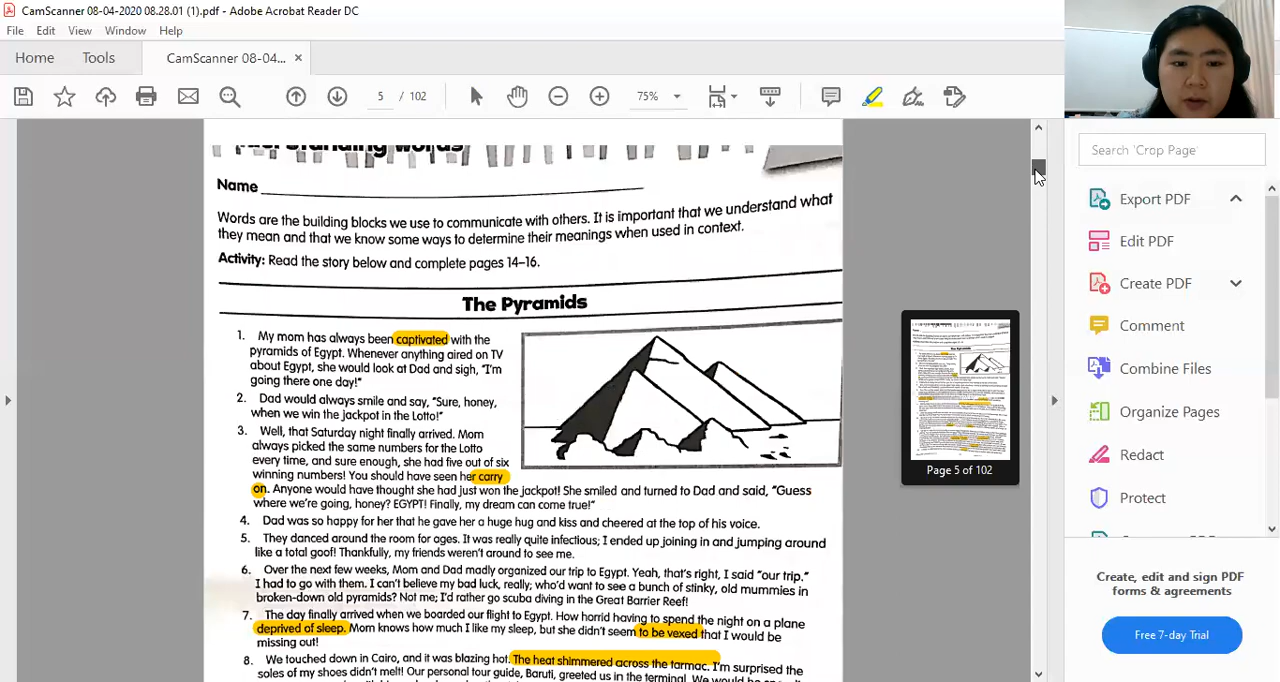 CamScanner 08-04-2020 08.28.01 (1).pdf - Adobe Acrobat Reader DC
File Edit View Window Help
Home Tools CamScanner 08-04... ×
5 / 102 75%
Search 'Crop Page'
Name
Words are the building blocks we use to communicate with others. It is important that we understand what
they mean and that we know some ways to determine their meanings when used in context.
Activity: Read the story below and complete pages 14–16.
The Pyramids
1. My mom has always been captivated with the
pyramids of Egypt. Whenever anything aired on TV
about Egypt, she would look at Dad and sigh, "I'm
going there one day!"
2. Dad would always smile and say, "Sure, honey,
when we win the jackpot in the Lotto!"
3. Well, that Saturday night finally arrived. Mom
always picked the same numbers for the Lotto
every time, and sure enough, she had five out of six
winning numbers! You should have seen her carry
on. Anyone would have thought she had just won the jackpot! She smiled and turned to Dad and said, "Guess
where we're going, honey? EGYPT! Finally, my dream can come true!"
4. Dad was so happy for her that he gave her a huge hug and kiss and cheered at the top of his voice.
5. They danced around the room for ages. It was really quite infectious; I ended up joining in and jumping around
like a total goof! Thankfully, my friends weren't around to see me.
6. Over the next few weeks, Mom and Dad madly organized our trip to Egypt. Yeah, that's right, I said "our trip."
I had to go with them. I can't believe my bad luck, really; who'd want to see a bunch of stinky, old mummies in
broken-down old pyramids? Not me; I'd rather go scuba diving in the Great Barrier Reef!
7. The day finally arrived when we boarded our flight to Egypt. How horrid having to spend the night on a plane
deprived of sleep. Mom knows how much I like my sleep, but she didn't seem to be vexed that I would be
missing out!
8. We touched down in Cairo, and it was blazing hot. The heat shimmered across the tarmac. I'm surprised the
soles of my shoes didn't melt! Our personal tour guide, Baruti, greeted us in the terminal. We would be
Page 5 of 102
Export PDF
Edit PDF
Create PDF
Comment
Combine Files
Organize Pages
Redact
Protect
Create, edit and sign PDF
forms & agreements
Free 7-day Trial